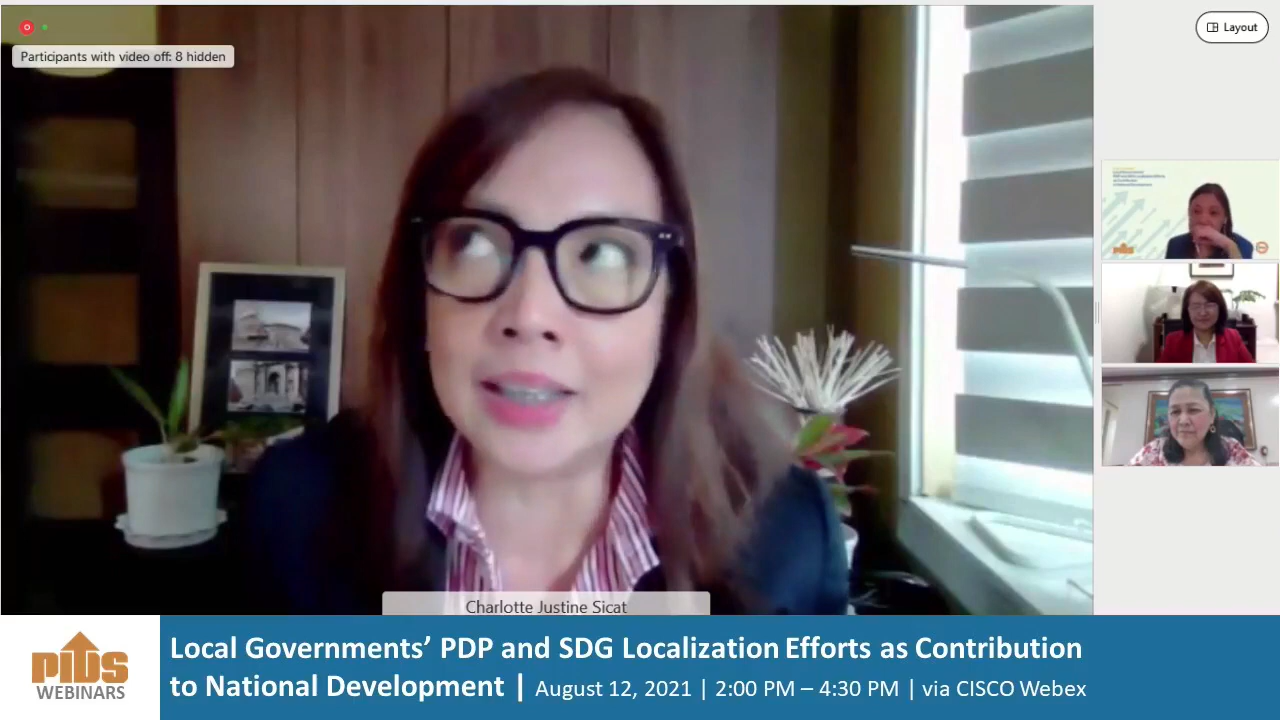 Participants with video off: 8 hidden
Layout
Charlotte Justine Sicat
PIDS
WEBINARS
Local Governments’ PDP and SDG Localization Efforts as Contribution
to National Development | August 12, 2021 | 2:00 PM – 4:30 PM | via CISCO Webex